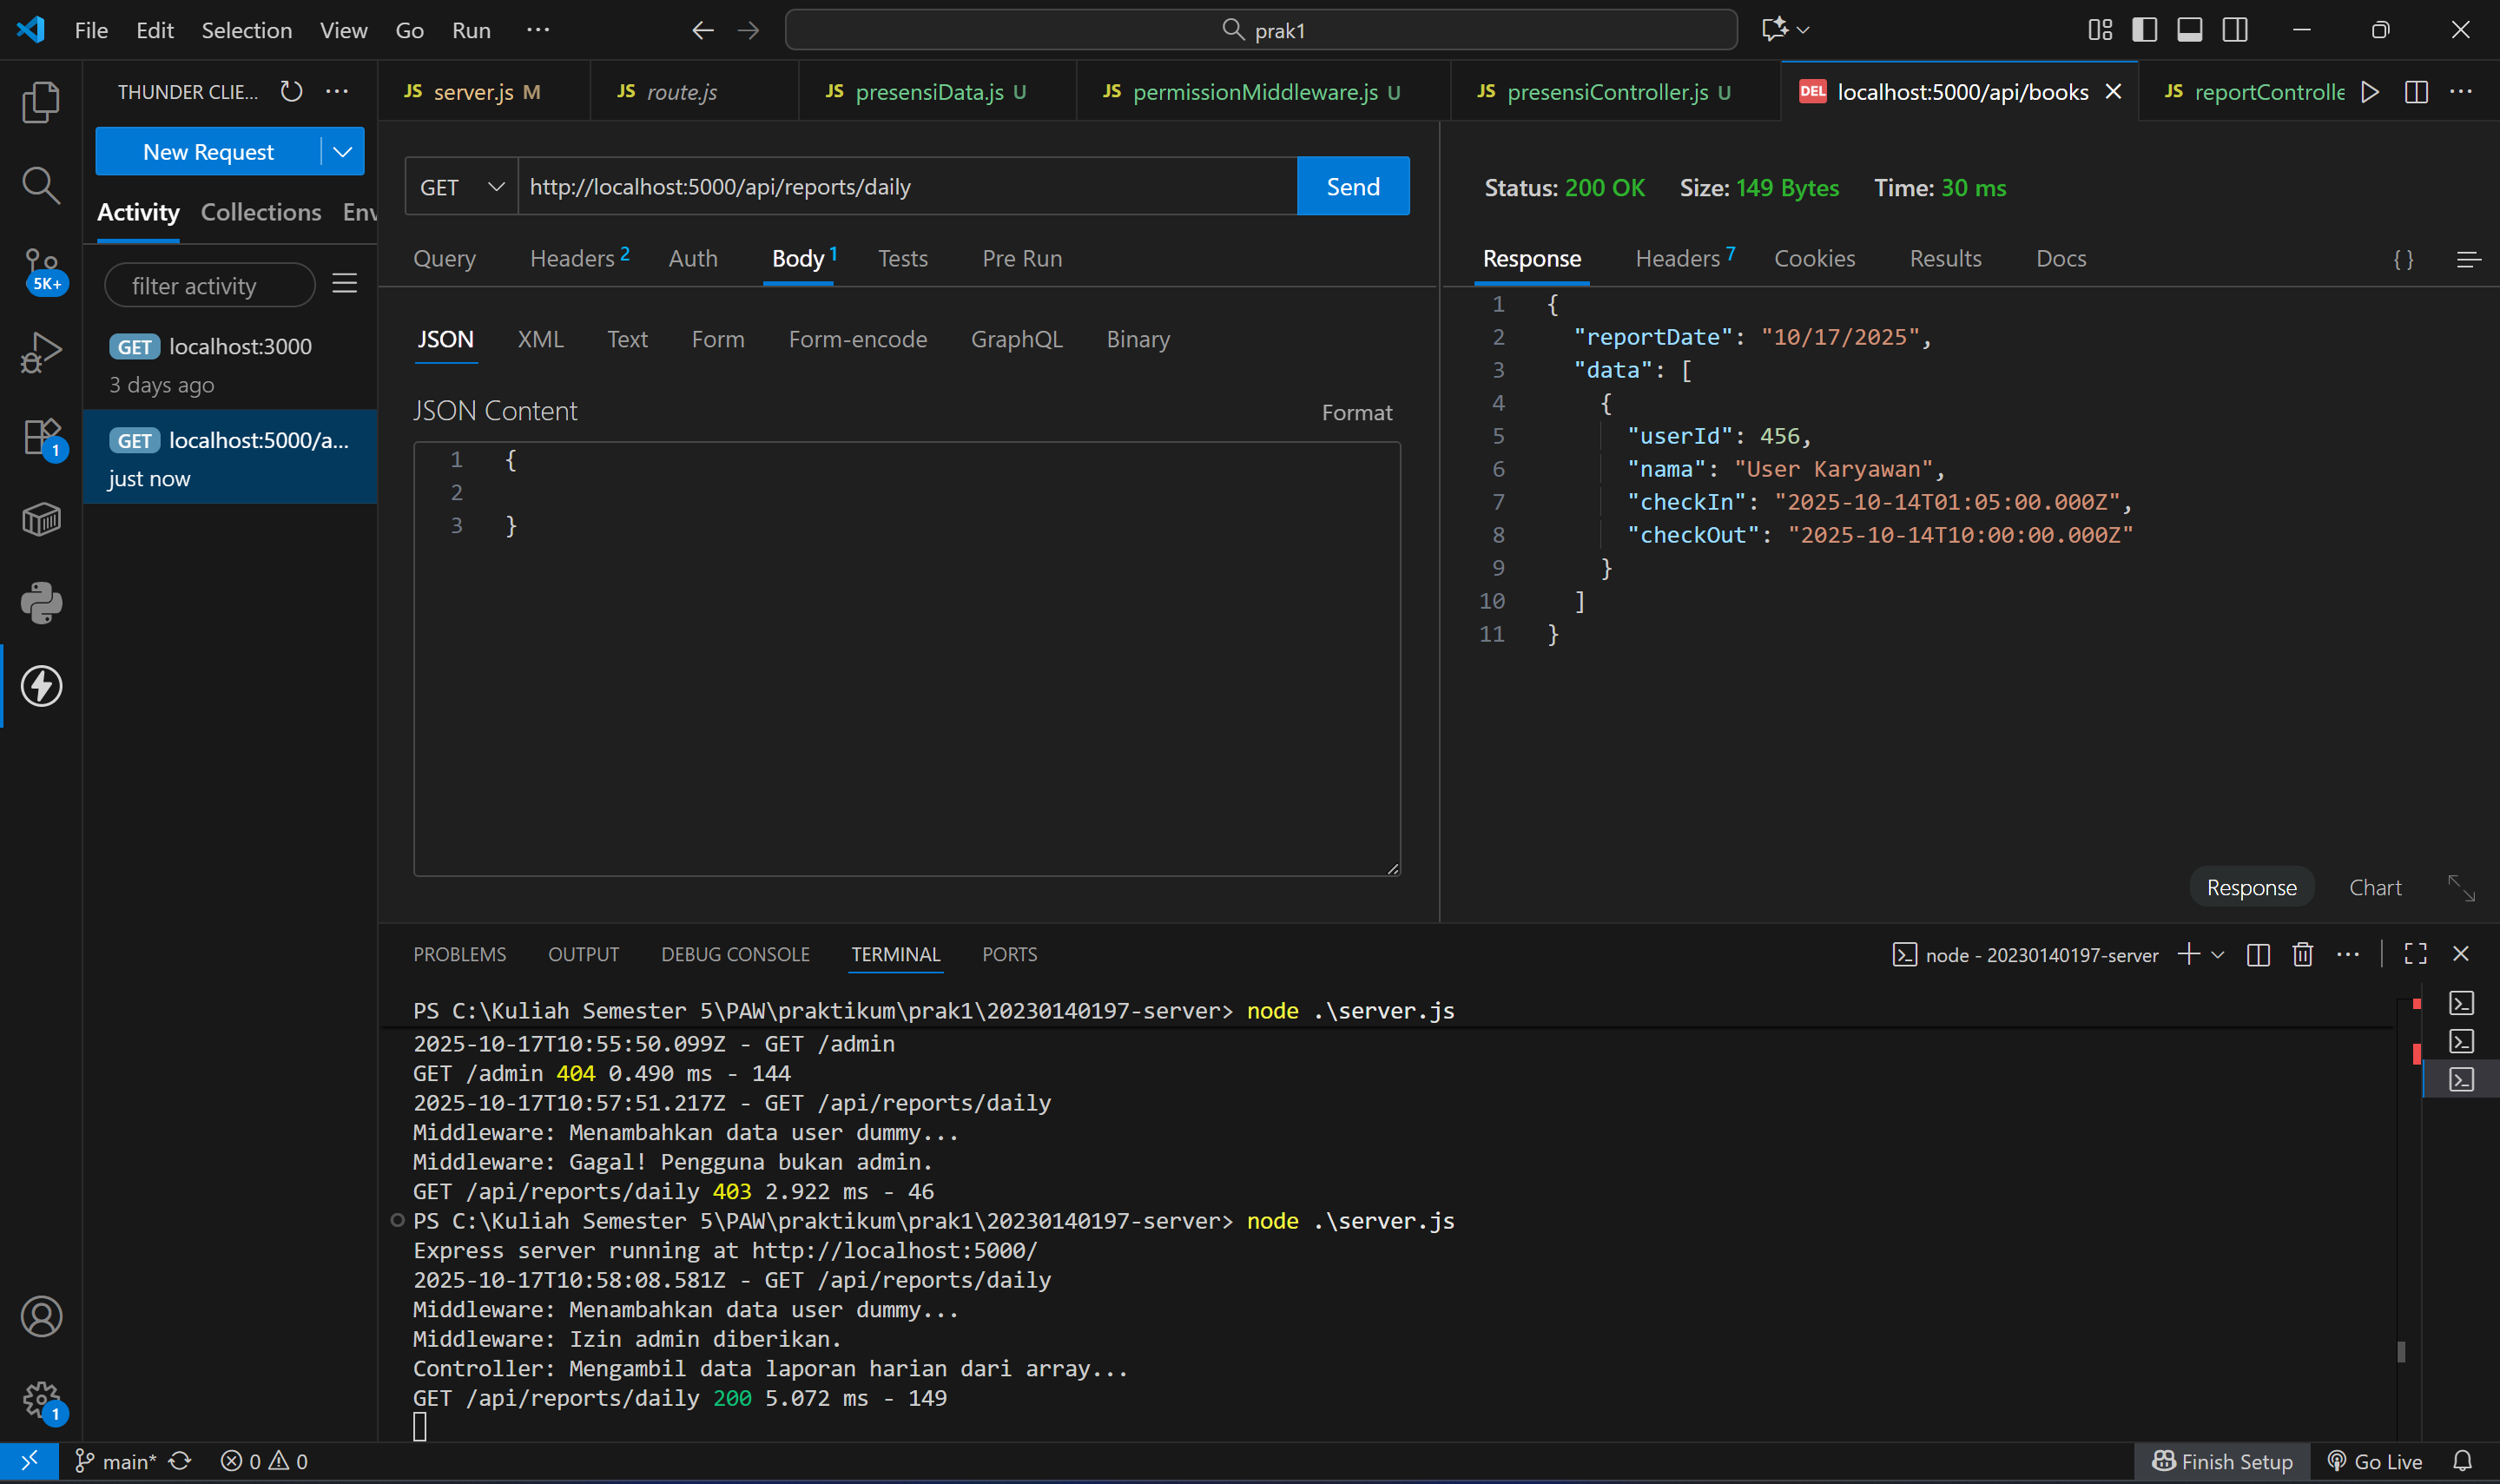 File Edit Selection View Go Run ··· prak1
THUNDER CLIE... ···
JS server.js M JS route.js JS presensiData.js U JS permissionMiddleware.js U JS presensiController.js U DEL localhost:5000/api/books JS reportControlle ···
New Request
Activity Collections Env
filter activity
GET localhost:3000
3 days ago
GET localhost:5000/a...
just now
5K+
1
1
GET http://localhost:5000/api/reports/daily Send
Query Headers 2 Auth Body 1 Tests Pre Run
JSON XML Text Form Form-encode GraphQL Binary
JSON Content Format
1 {
2
3 }
Status: 200 OK Size: 149 Bytes Time: 30 ms
Response Headers 7 Cookies Results Docs { }
1 {
2 "reportDate": "10/17/2025",
3 "data": [
4 {
5 "userId": 456,
6 "nama": "User Karyawan",
7 "checkIn": "2025-10-14T01:05:00.000Z",
8 "checkOut": "2025-10-14T10:00:00.000Z"
9 }
10 ]
11 }
Response Chart
PROBLEMS OUTPUT DEBUG CONSOLE TERMINAL PORTS node - 20230140197-server ···
PS C:\Kuliah Semester 5\PAW\praktikum\prak1\20230140197-server> node .\server.js
2025-10-17T10:55:50.099Z - GET /admin
GET /admin 404 0.490 ms - 144
2025-10-17T10:57:51.217Z - GET /api/reports/daily
Middleware: Menambahkan data user dummy...
Middleware: Gagal! Pengguna bukan admin.
GET /api/reports/daily 403 2.922 ms - 46
PS C:\Kuliah Semester 5\PAW\praktikum\prak1\20230140197-server> node .\server.js
Express server running at http://localhost:5000/
2025-10-17T10:58:08.581Z - GET /api/reports/daily
Middleware: Menambahkan data user dummy...
Middleware: Izin admin diberikan.
Controller: Mengambil data laporan harian dari array...
GET /api/reports/daily 200 5.072 ms - 149
main* 0 0 Finish Setup Go Live